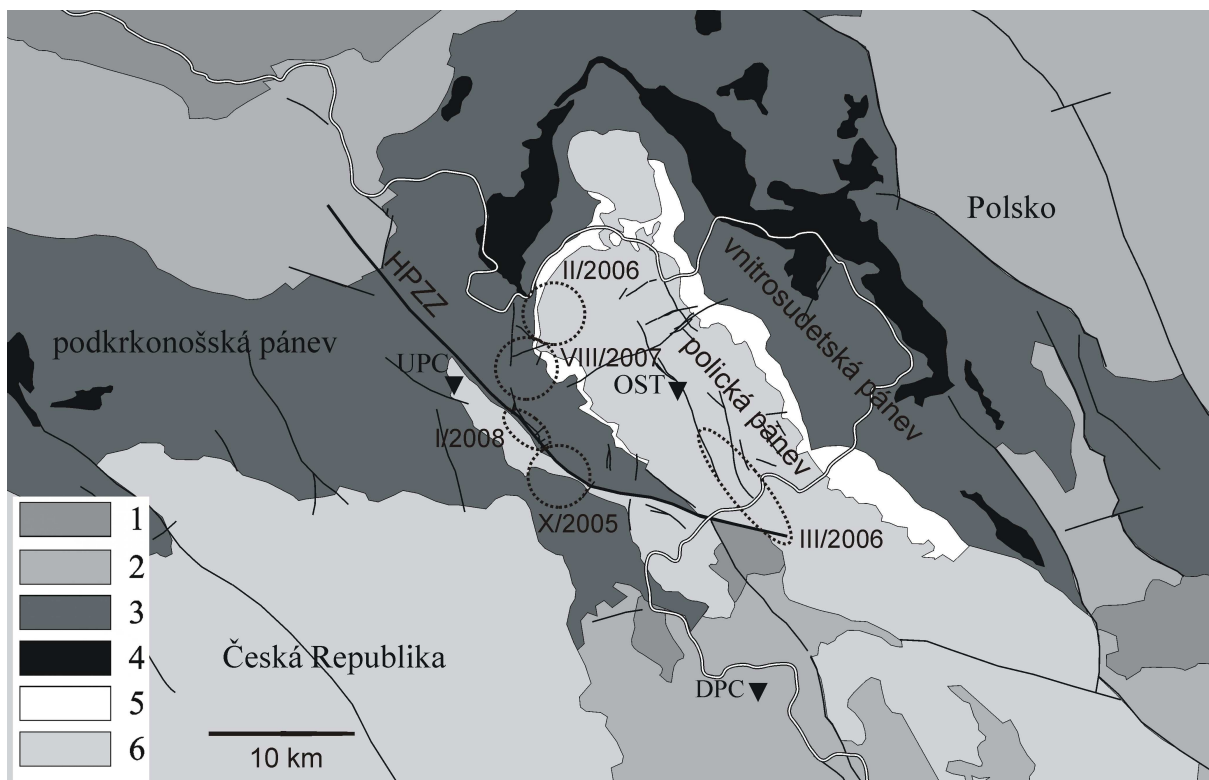 Polsko
HPZZ
II/2006
vnitrosudetská pánev
podkrkonošská pánev
VIII/2007
UPC
OST
polická pánev
I/2008
X/2005
III/2006
1
2
3
4
5
6
Česká Republika
DPC
10 km